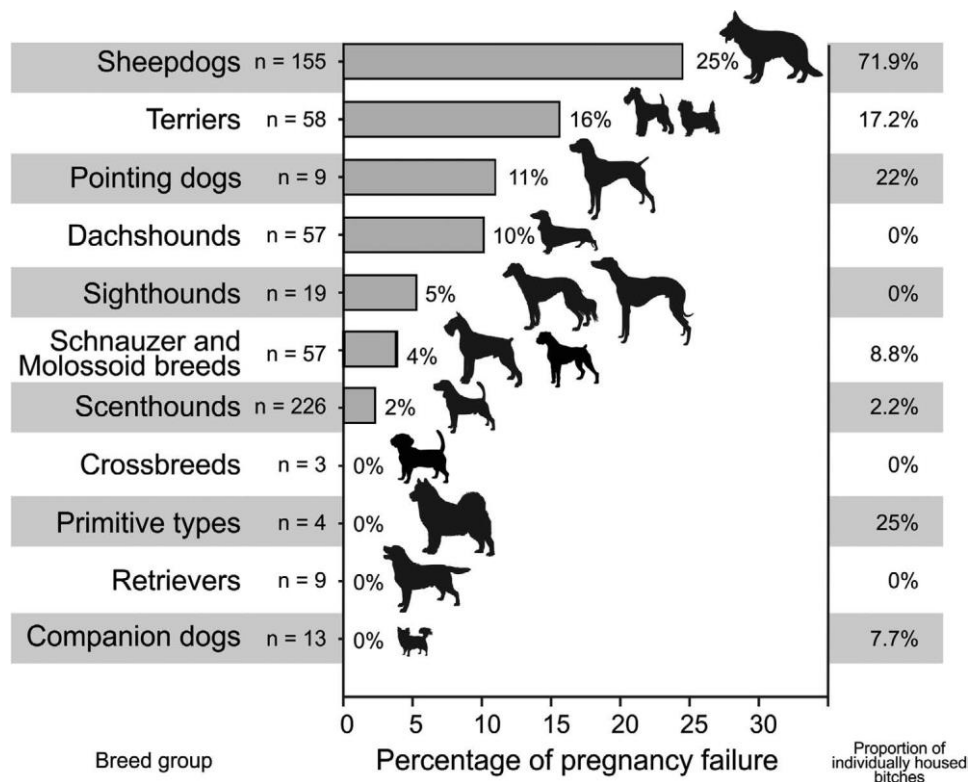 Sheepdogs n = 155 25% 71.9%
Terriers n = 58 16% 17.2%
Pointing dogs n = 9 11% 22%
Dachshounds n = 57 10% 0%
Sighthounds n = 19 5% 0%
Schnauzer and
Molossoid breeds n = 57 4% 8.8%
Scenthounds n = 226 2% 2.2%
Crossbreeds n = 3 0% 0%
Primitive types n = 4 0% 25%
Retrievers n = 9 0% 0%
Companion dogs n = 13 0% 7.7%
0 5 10 15 20 25 30
Breed group Percentage of pregnancy failure Proportion of
individually housed
bitches